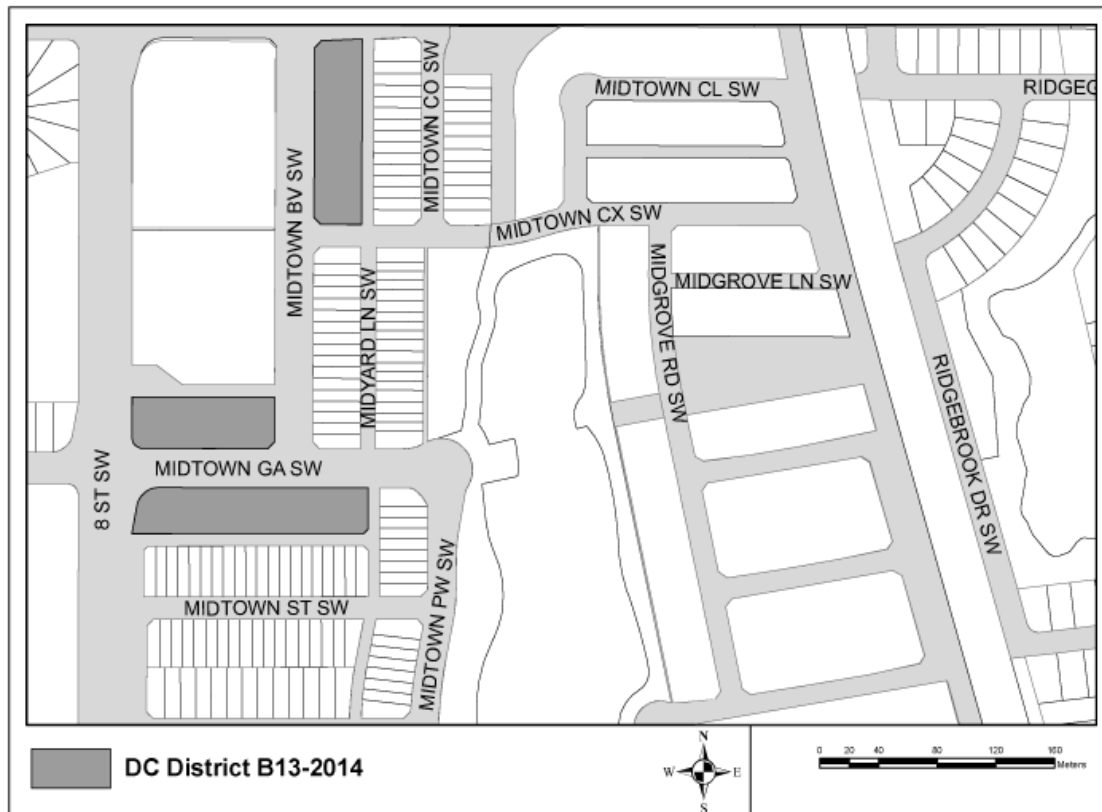 MIDTOWN CO SW
MIDTOWN CL SW
RIDGEG
MIDTOWN BV SW
MIDTOWN CX SW
MIDGROVE LN SW
MIDGROVE RD SW
MIDYARD LN SW
RIDGEBROOK DR SW
MIDTOWN GA SW
8 ST SW
MIDTOWN ST SW
MIDTOWN PW SW
DC District B13-2014
N
W E
S
0 20 40 80 120 160
Meters